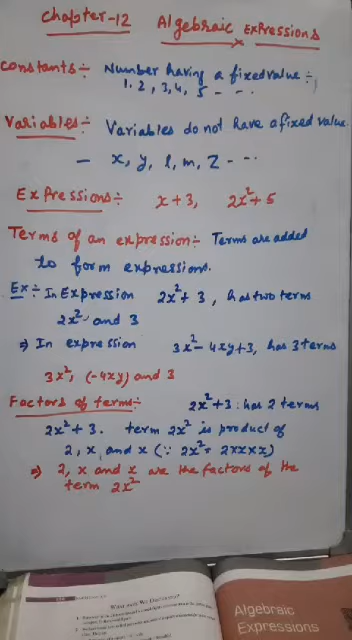 Chapter-12 Algebraic Expressions
Constants÷ Number having a fixed value÷
1, 2, 3, 4, 5 - - -
Variables÷ Variables do not have a fixed value
- x, y, l, m, z - - -
Expressions÷ x+3, 2x²+5
Terms of an expression÷ Terms are added
to form expressions.
Ex÷ In Expression 2x²+3, has two terms
2x² and 3
⇒ In expression 3x²-4xy+3, has 3 terms
3x², (-4xy) and 3
Factors of terms÷ 2x²+3 : has 2 terms
2x²+3. term 2x² is product of
2, x and x (∵ 2x² = 2×x×x)
⇒ 2, x and x are the factors of the
term 2x²
WHAT HAVE WE DISCUSSED?
Algebraic
Expressions